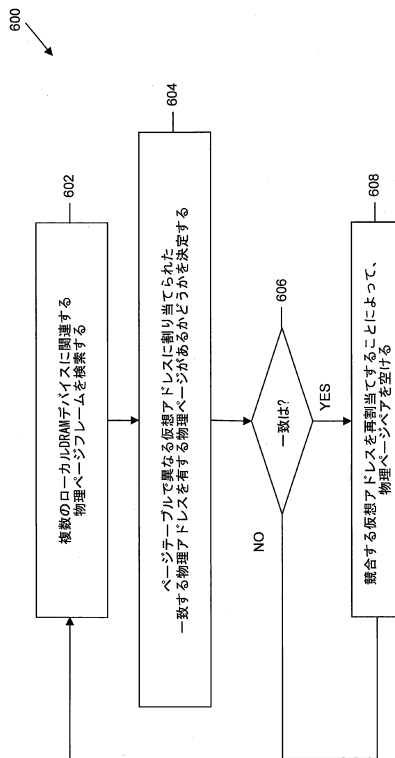 600
602
複数のローカルDRAMデバイスに関連する
物理ページフレームを検索する
604
ページテーブルで異なる仮想アドレスに割り当てられた
一致する物理アドレスを有する物理ページがあるかどうかを決定する
606
一致は?
NO
YES
608
競合する仮想アドレスを再割当てすることによって、
物理ページペアを空ける